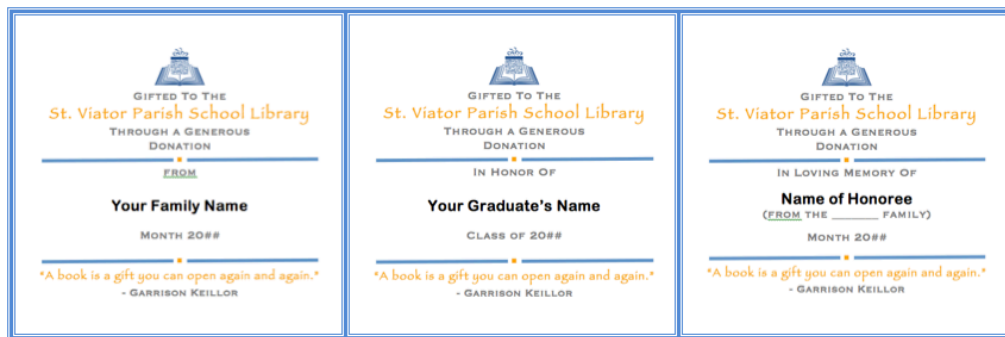 GIFTED TO THE
St. Viator Parish School Library
THROUGH A GENEROUS
DONATION
FROM
Your Family Name
MONTH 20##
"A book is a gift you can open again and again."
- GARRISON KEILLOR
GIFTED TO THE
St. Viator Parish School Library
THROUGH A GENEROUS
DONATION
IN HONOR OF
Your Graduate's Name
CLASS OF 20##
"A book is a gift you can open again and again."
- GARRISON KEILLOR
GIFTED TO THE
St. Viator Parish School Library
THROUGH A GENEROUS
DONATION
IN LOVING MEMORY OF
Name of Honoree
(FROM THE ______ FAMILY)
MONTH 20##
"A book is a gift you can open again and again."
- GARRISON KEILLOR